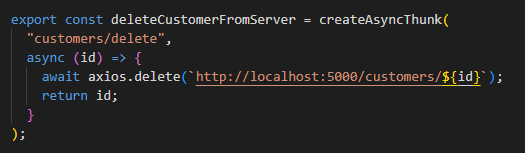 export const deleteCustomerFromServer = createAsyncThunk(
  "customers/delete",
  async (id) => {
    await axios.delete(`http://localhost:5000/customers/${id}`);
    return id;
  }
);